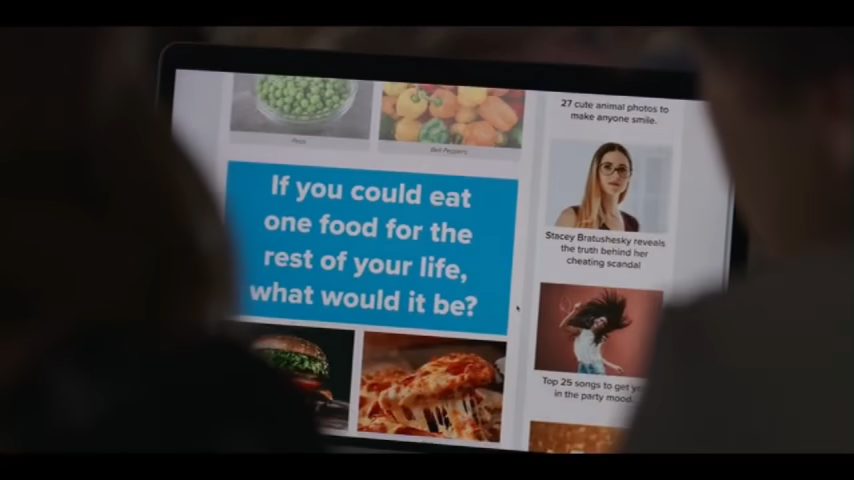 Peas
Bell Peppers
If you could eat
one food for the
rest of your life,
what would it be?
27 cute animal photos to
make anyone smile.
Stacey Bratushesky reveals
the truth behind her
cheating scandal
Top 25 songs to get
in the party mood.